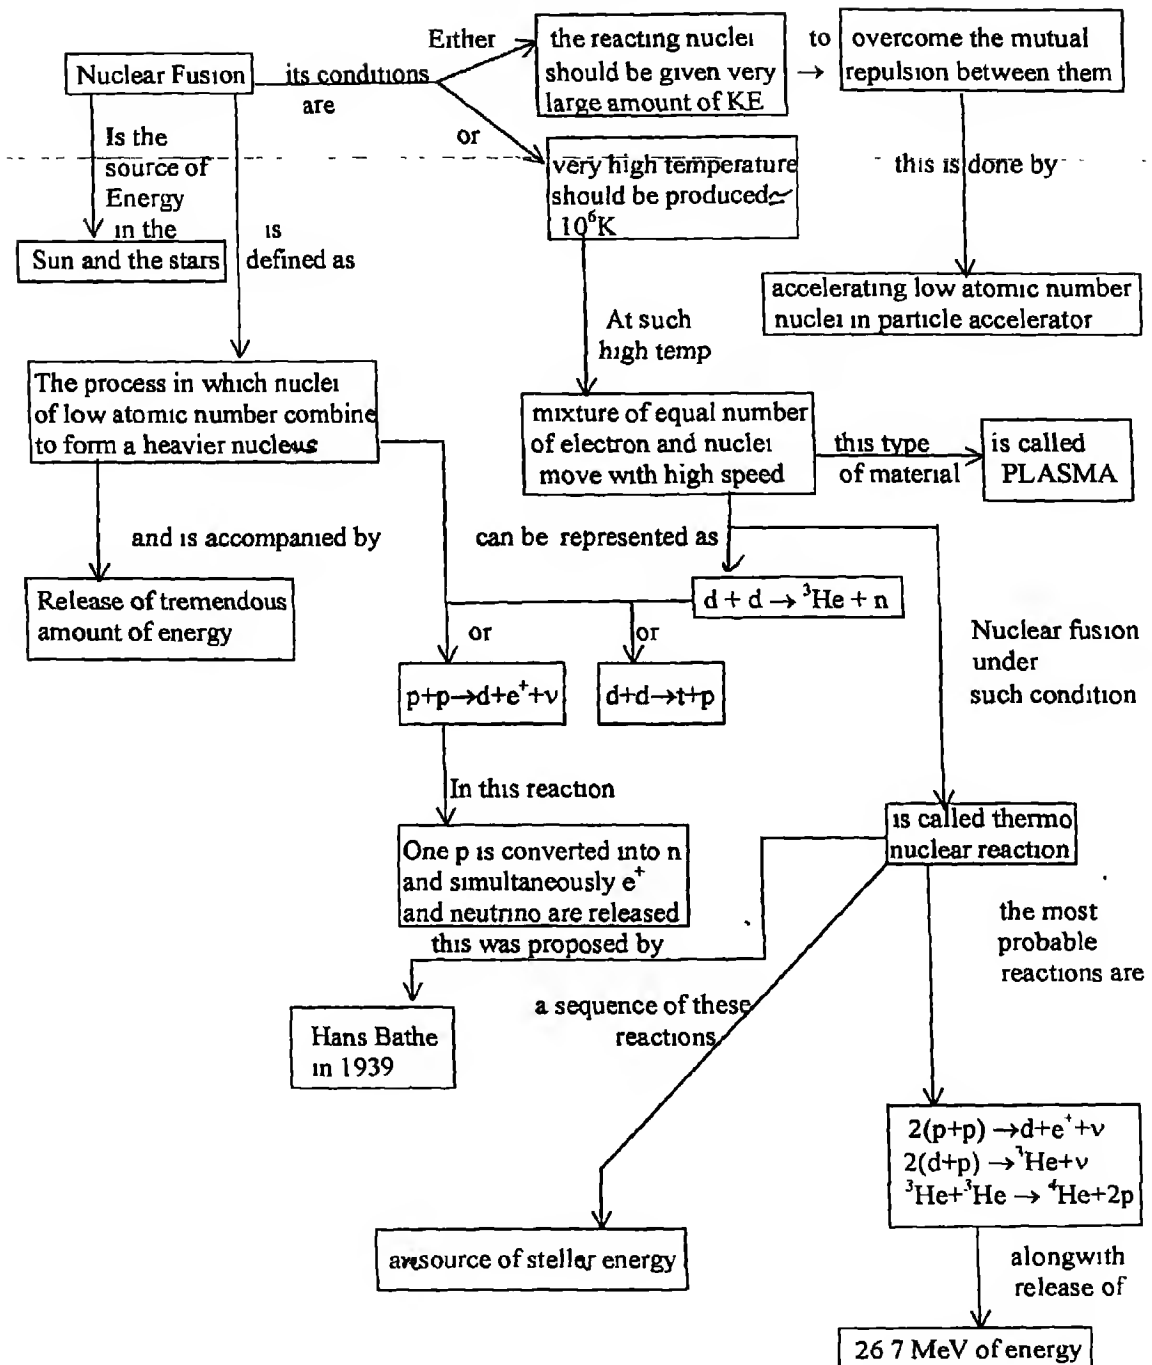 Nuclear Fusion
its conditions
are
Either
or
the reacting nuclei
should be given very
large amount of KE
to
→
overcome the mutual
repulsion between them
very high temperature
should be produced ~
10⁶K
this is done by
accelerating low atomic number
nuclei in particle accelerator
Is the
source of
Energy
in the
Sun and the stars
is
defined as
The process in which nuclei
of low atomic number combine
to form a heavier nucleus
and is accompanied by
Release of tremendous
amount of energy
At such
high temp
mixture of equal number
of electron and nuclei
move with high speed
this type
of material
is called
PLASMA
can be represented as
d + d → ³He + n
or
or
p+p→d+e⁺+ν
d+d→t+p
In this reaction
One p is converted into n
and simultaneously e⁺
and neutrino are released
Nuclear fusion
under
such condition
is called thermo
nuclear reaction
this was proposed by
Hans Bathe
in 1939
a sequence of these
reactions
are source of stellar energy
the most
probable
reactions are
2(p+p) →d+e⁺+ν
2(d+p) →³He+ν
³He+³He → ⁴He+2p
alongwith
release of
26 7 MeV of energy